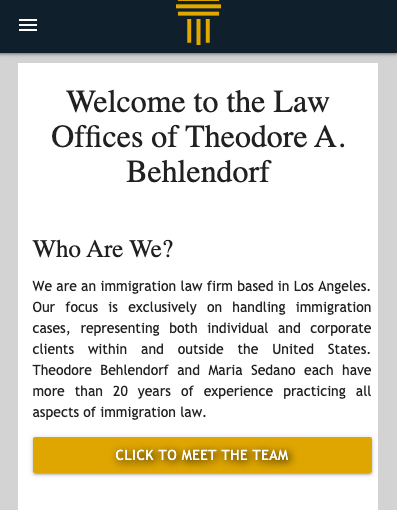 Welcome to the Law
Offices of Theodore A.
Behlendorf
Who Are We?
We are an immigration law firm based in Los Angeles.
Our focus is exclusively on handling immigration
cases, representing both individual and corporate
clients within and outside the United States.
Theodore Behlendorf and Maria Sedano each have
more than 20 years of experience practicing all
aspects of immigration law.
CLICK TO MEET THE TEAM